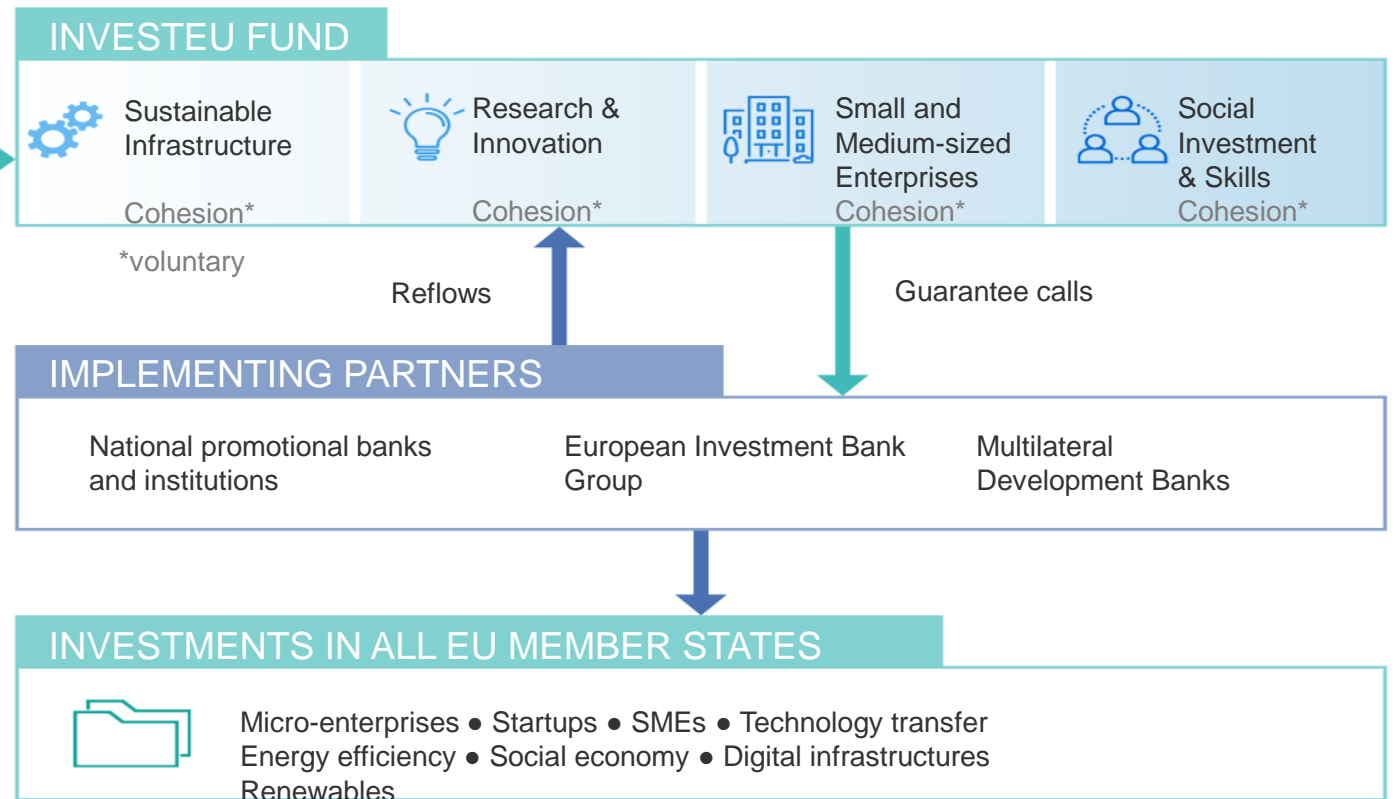 INVESTEU FUND
Sustainable
Infrastructure
Cohesion*
*voluntary
Research &
Innovation
Cohesion*
Small and
Medium-sized
Enterprises
Cohesion*
Social
Investment
& Skills
Cohesion*
Reflows
Guarantee calls
IMPLEMENTING PARTNERS
National promotional banks
and institutions
European Investment Bank
Group
Multilateral
Development Banks
INVESTMENTS IN ALL EU MEMBER STATES
Micro-enterprises ● Startups ● SMEs ● Technology transfer
Energy efficiency ● Social economy ● Digital infrastructures
Renewables